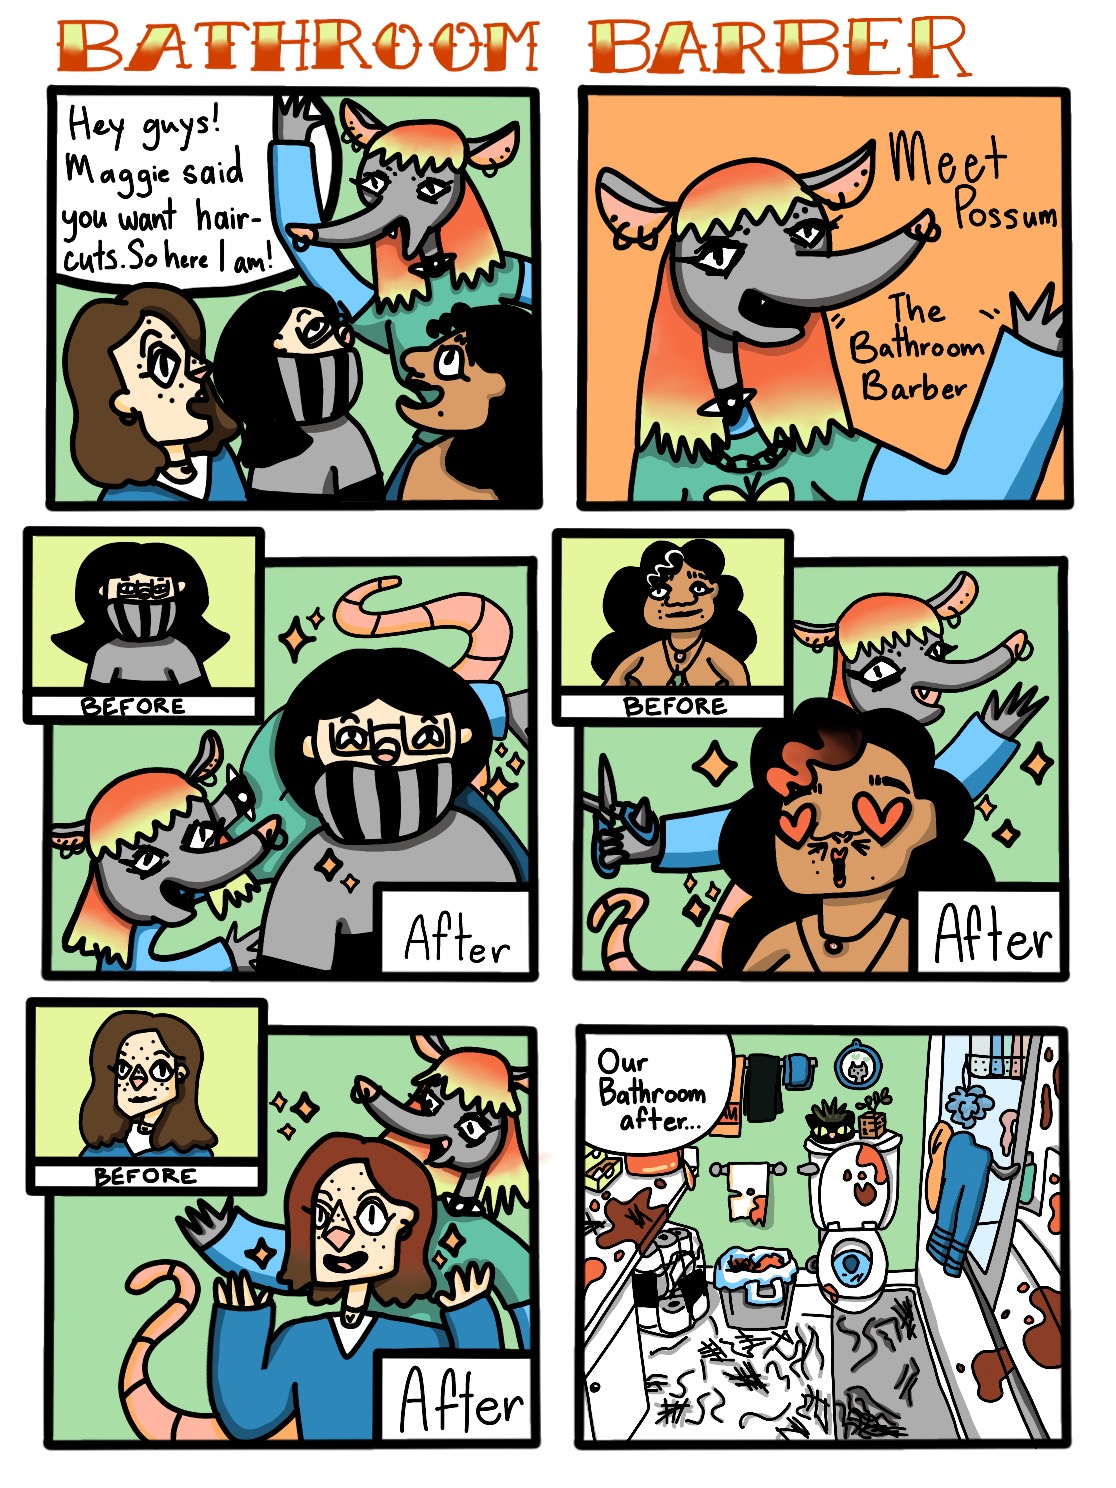 BATHROOM BARBER
Hey guys!
Maggie said
you want hair-
cuts. So here I am!
Meet
Possum
The
Bathroom
Barber
BEFORE
After
BEFORE
After
BEFORE
After
Our
Bathroom
after...